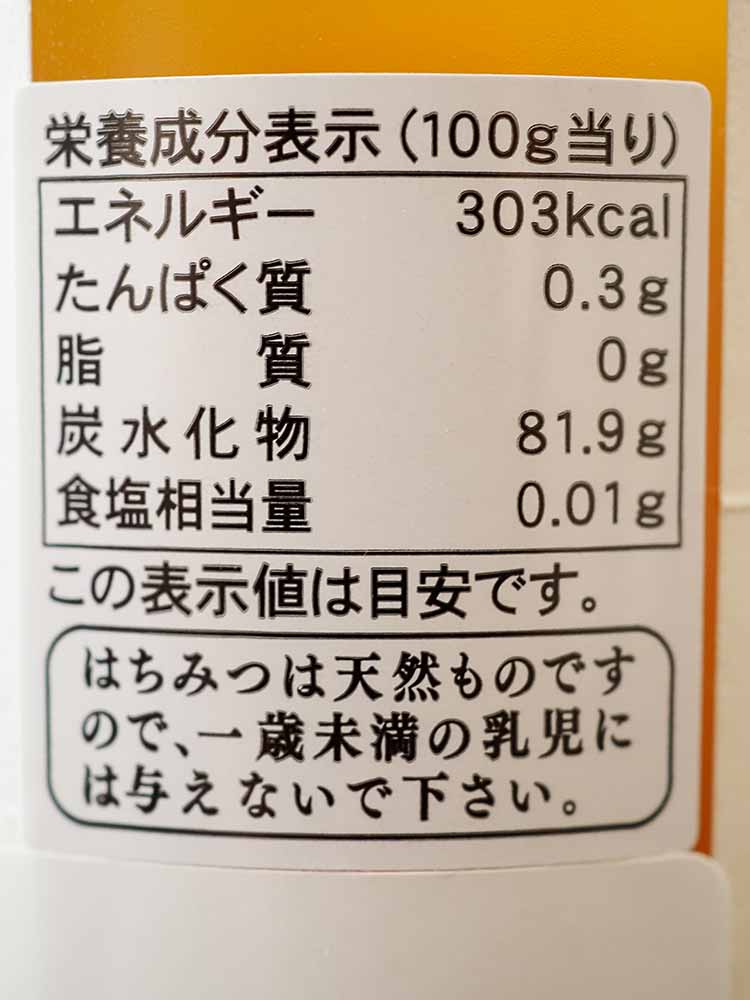 栄養成分表示(100g当り)
エネルギー 303kcal
たんぱく質 0.3g
脂質 0g
炭水化物 81.9g
食塩相当量 0.01g
この表示値は目安です。
はちみつは天然ものです
ので、一歳未満の乳児に
は与えないで下さい。